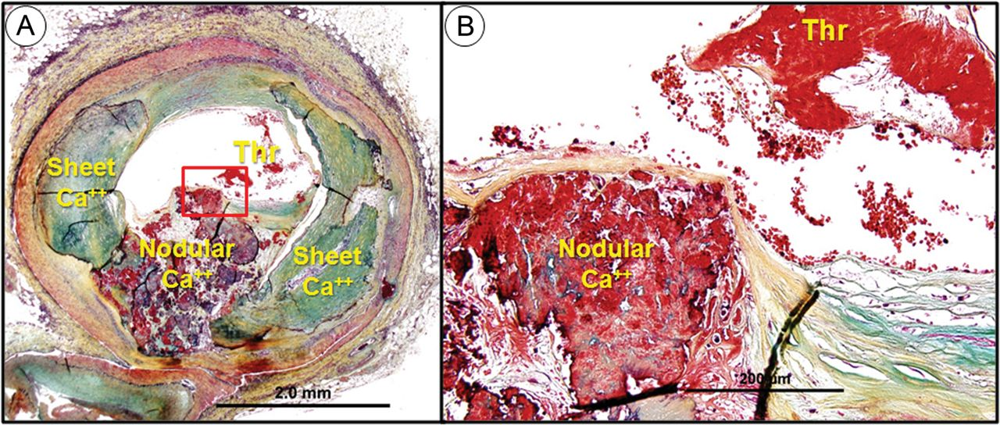 A
Thr
Sheet
Ca++
Nodular
Ca++
Sheet
Ca++
2.0 mm
B
Thr
Nodular
Ca++
200 µm